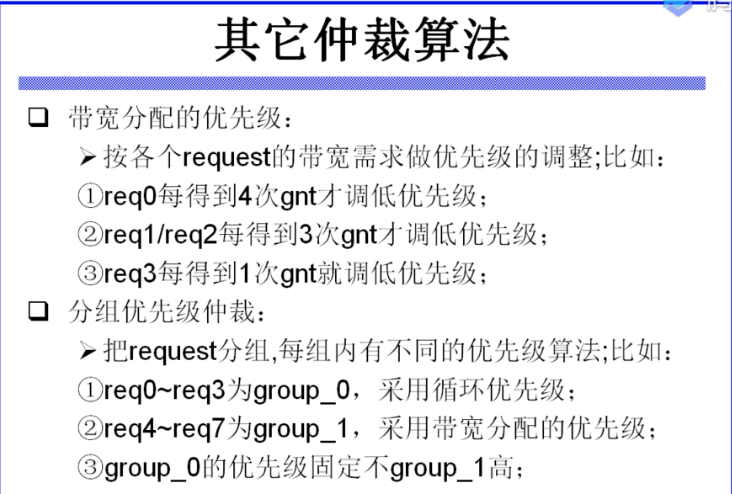 其它仲裁算法
带宽分配的优先级：
按各个request的带宽需求做优先级的调整;比如：
①req0每得到4次gnt才调低优先级；
②req1/req2每得到3次gnt才调低优先级；
③req3每得到1次gnt就调低优先级；
分组优先级仲裁：
把request分组,每组内有不同的优先级算法;比如：
①req0~req3为group_0，采用循环优先级；
②req4~req7为group_1，采用带宽分配的优先级；
③group_0的优先级固定不group_1高；